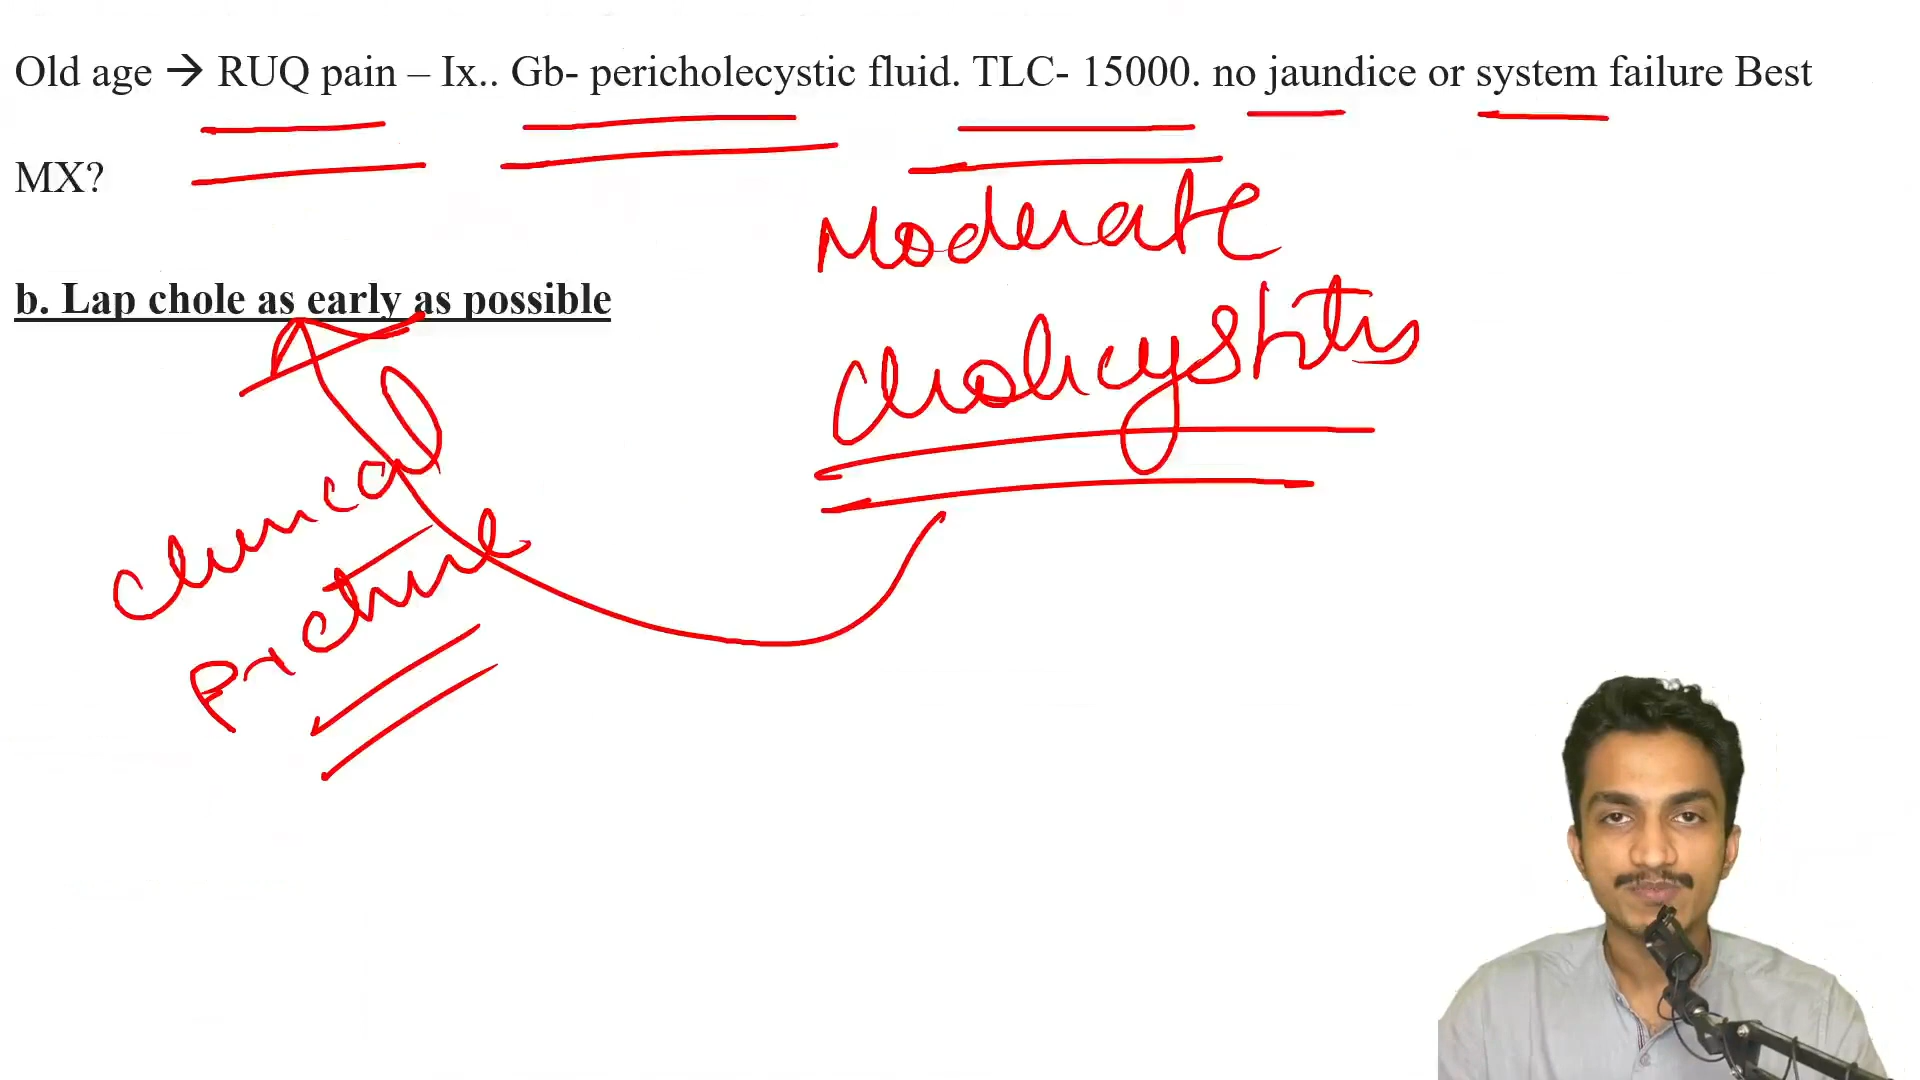 Old age → RUQ pain – Ix.. Gb- pericholecystic fluid. TLC- 15000. no jaundice or system failure Best
MX?
b. Lap chole as early as possible
Moderate
Cholicystitis
Clinical
Picture